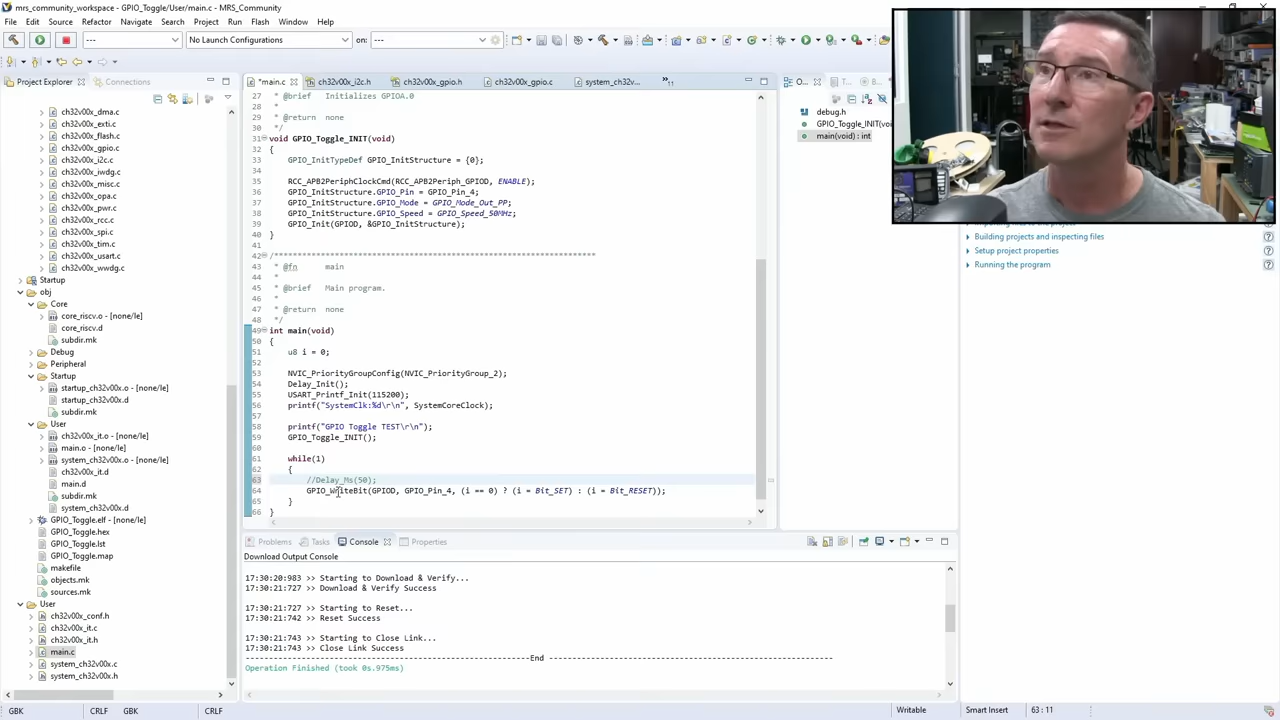 mrs_community_workspace - GPIO_Toggle/User/main.c - MRS_Community
File Edit Source Refactor Navigate Search Project Run Flash Window Help
--- No Launch Configurations on: ---
Project Explorer Connections
*main.c ch32v00x_i2c.h ch32v00x_gpio.h ch32v00x_gpio.c system_ch32v... »11
ch32v00x_dma.c
ch32v00x_exti.c
ch32v00x_flash.c
ch32v00x_gpio.c
ch32v00x_i2c.c
ch32v00x_iwdg.c
ch32v00x_misc.c
ch32v00x_opa.c
ch32v00x_pwr.c
ch32v00x_rcc.c
ch32v00x_spi.c
ch32v00x_tim.c
ch32v00x_usart.c
ch32v00x_wwdg.c
Startup
obj
Core
core_riscv.o - [none/le]
core_riscv.d
subdir.mk
Debug
Peripheral
Startup
startup_ch32v00x.o - [none/le]
startup_ch32v00x.d
subdir.mk
User
ch32v00x_it.o - [none/le]
main.o - [none/le]
system_ch32v00x.o - [none/le]
ch32v00x_it.d
main.d
subdir.mk
system_ch32v00x.d
GPIO_Toggle.elf - [none/le]
GPIO_Toggle.hex
GPIO_Toggle.lst
GPIO_Toggle.map
makefile
objects.mk
sources.mk
User
ch32v00x_conf.h
ch32v00x_it.c
ch32v00x_it.h
main.c
system_ch32v00x.c
system_ch32v00x.h
27 * @brief Initializes GPIOA.0
28 *
29 * @return none
30 */
31 void GPIO_Toggle_INIT(void)
32 {
33 GPIO_InitTypeDef GPIO_InitStructure = {0};
34
35 RCC_APB2PeriphClockCmd(RCC_APB2Periph_GPIOD, ENABLE);
36 GPIO_InitStructure.GPIO_Pin = GPIO_Pin_4;
37 GPIO_InitStructure.GPIO_Mode = GPIO_Mode_Out_PP;
38 GPIO_InitStructure.GPIO_Speed = GPIO_Speed_50MHz;
39 GPIO_Init(GPIOD, &GPIO_InitStructure);
40 }
41
42 /*********************************************************************
43 * @fn main
44 *
45 * @brief Main program.
46 *
47 * @return none
48 */
49 int main(void)
50 {
51 u8 i = 0;
52
53 NVIC_PriorityGroupConfig(NVIC_PriorityGroup_2);
54 Delay_Init();
55 USART_Printf_Init(115200);
56 printf("SystemClk:%d\r\n", SystemCoreClock);
57
58 printf("GPIO Toggle TEST\r\n");
59 GPIO_Toggle_INIT();
60
61 while(1)
62 {
63 //Delay_Ms(50);
64 GPIO_WriteBit(GPIOD, GPIO_Pin_4, (i == 0) ? (i = Bit_SET) : (i = Bit_RESET));
65 }
66 }
O... T... B...
debug.h
GPIO_Toggle_INIT(voi
main(void) : int
Building projects and inspecting files
Setup project properties
Running the program
Problems Tasks Console Properties
Download Output Console
17:30:20:983 >> Starting to Download & Verify...
17:30:21:727 >> Download & Verify Success
17:30:21:727 >> Starting to Reset...
17:30:21:742 >> Reset Success
17:30:21:743 >> Starting to Close Link...
17:30:21:743 >> Close Link Success
----------End----------
Operation Finished (took 0s.975ms)
GBK CRLF GBK CRLF Writable Smart Insert 63 : 11